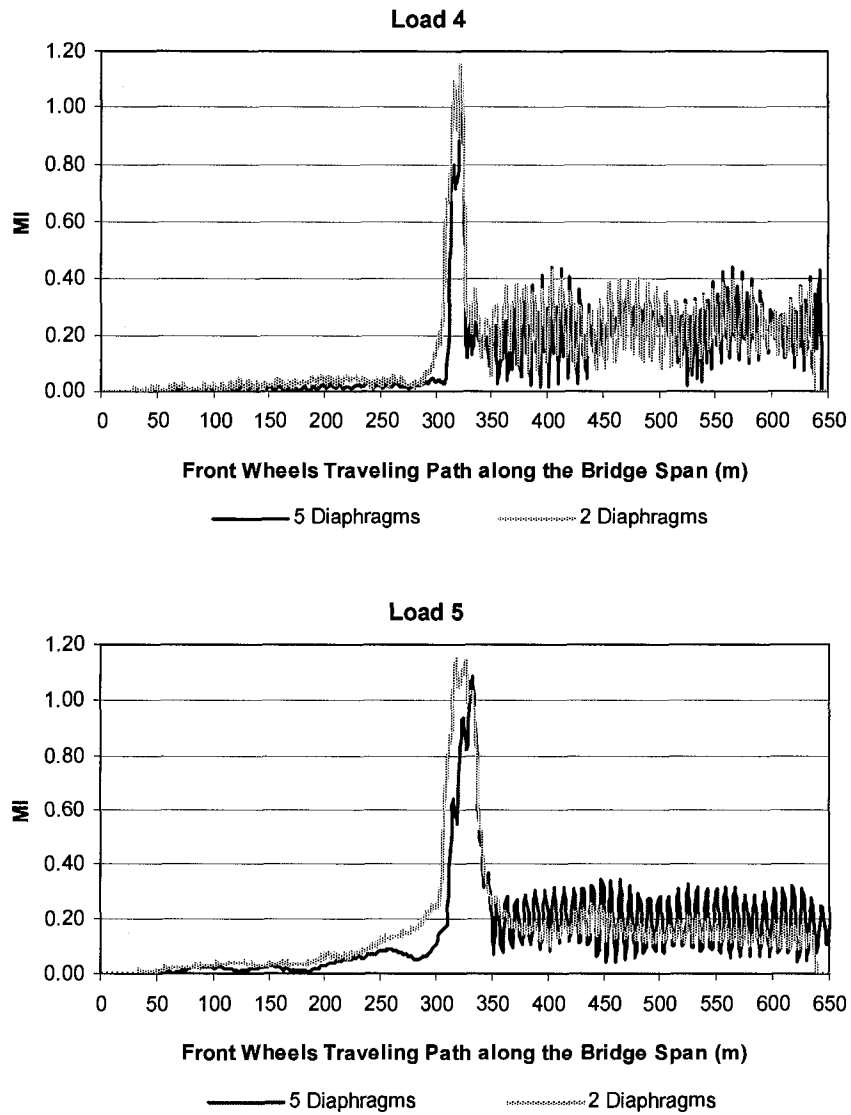 Load 4
1.20
1.00
0.80
0.60
0.40
0.20
0.00
MI
0 50 100 150 200 250 300 350 400 450 500 550 600 650
Front Wheels Traveling Path along the Bridge Span (m)
5 Diaphragms 2 Diaphragms
Load 5
1.20
1.00
0.80
0.60
0.40
0.20
0.00
MI
0 50 100 150 200 250 300 350 400 450 500 550 600 650
Front Wheels Traveling Path along the Bridge Span (m)
5 Diaphragms 2 Diaphragms